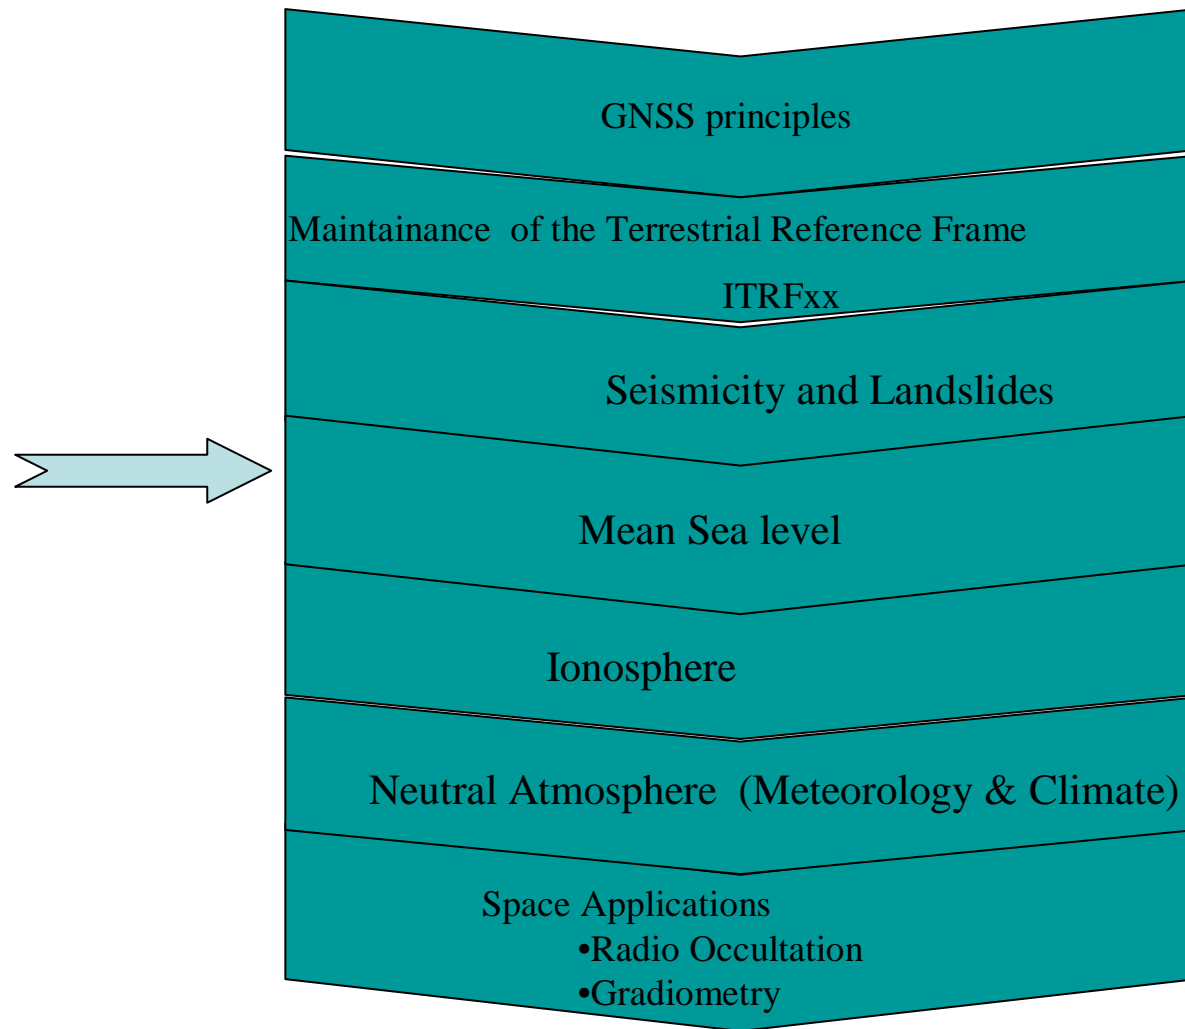 GNSS principles
Maintainance of the Terrestrial Reference Frame
ITRFxx
Seismicity and Landslides
Mean Sea level
Ionosphere
Neutral Atmosphere (Meteorology & Climate)
Space Applications
•Radio Occultation
•Gradiometry